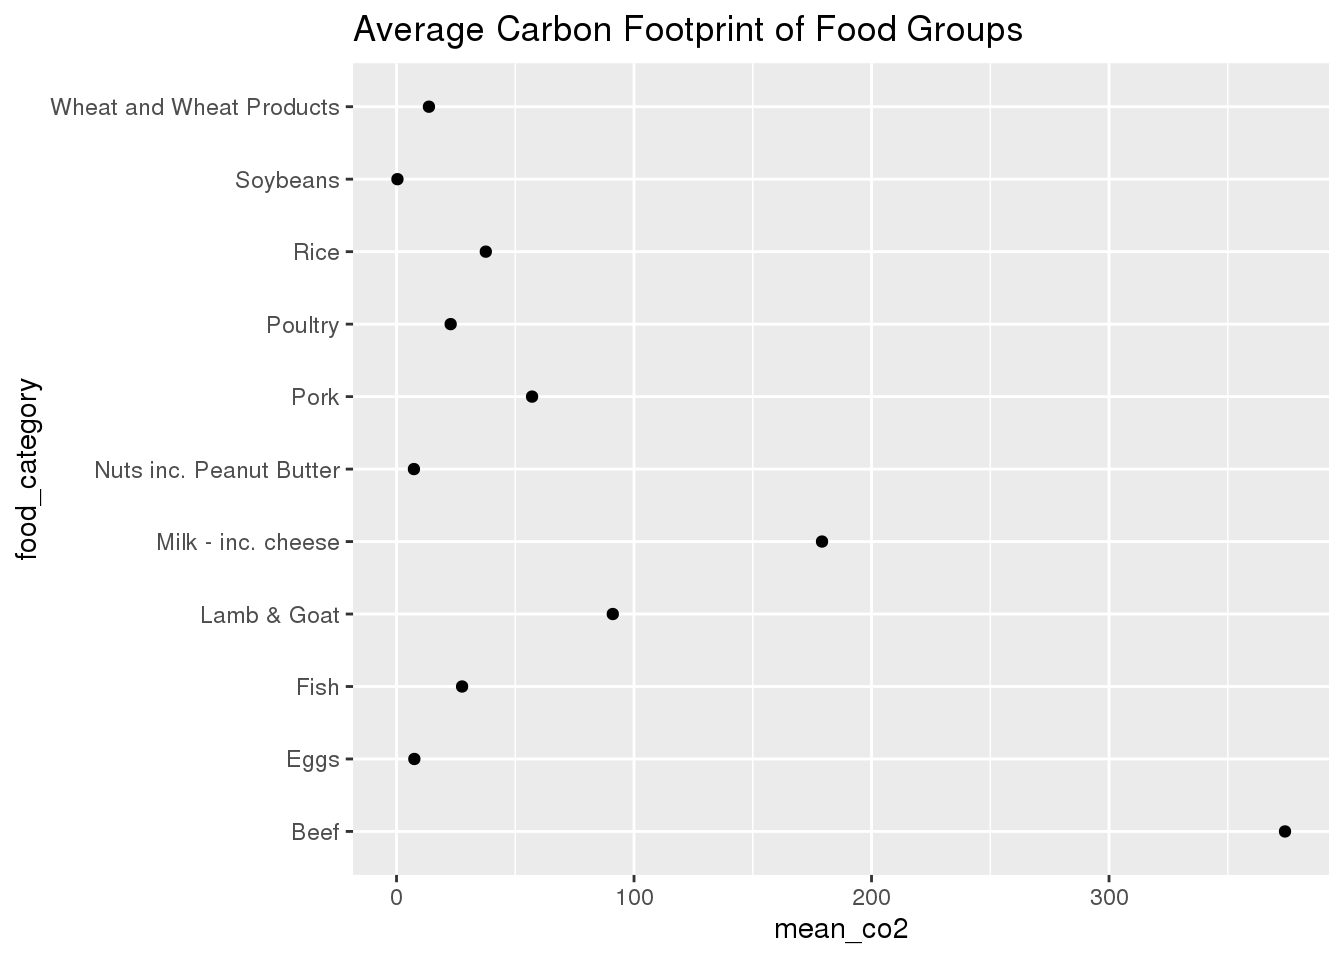 Average Carbon Footprint of Food Groups
Wheat and Wheat Products
Soybeans
Rice
Poultry
Pork
Nuts inc. Peanut Butter
Milk - inc. cheese
Lamb & Goat
Fish
Eggs
Beef
food_category
0 100 200 300
mean_co2